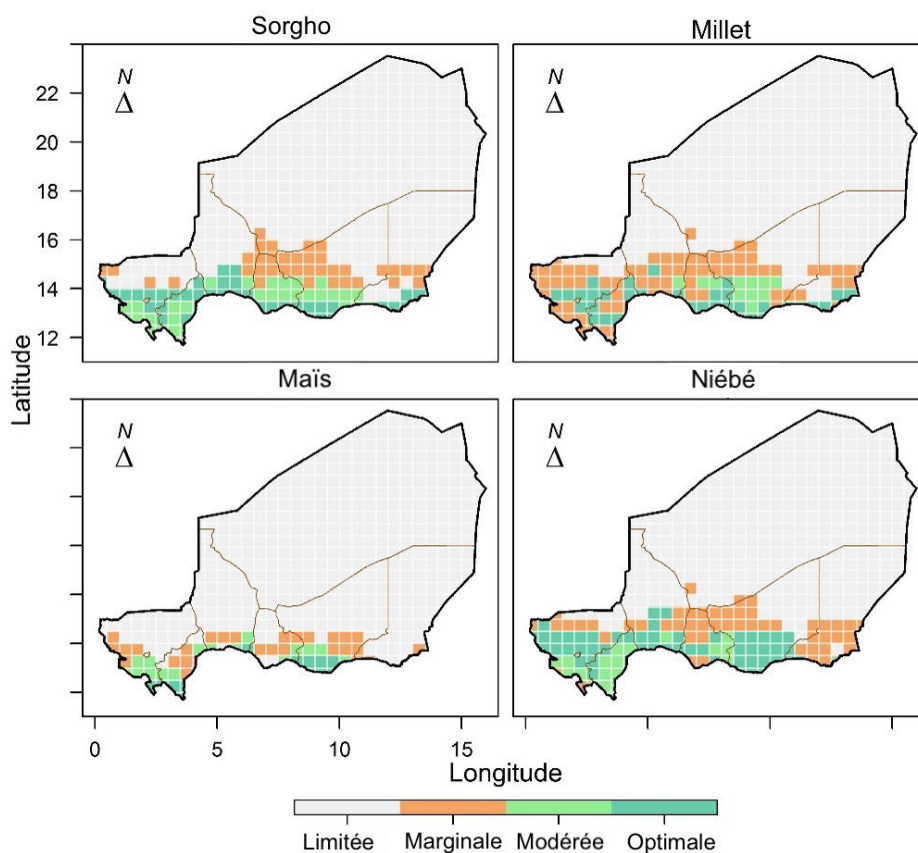 Sorgho
Millet
N
Δ
N
Δ
22
20
18
16
14
12
Latitude
Maïs
Niébé
N
Δ
N
Δ
0
5
10
15
Longitude
Limitée
Marginale
Modérée
Optimale